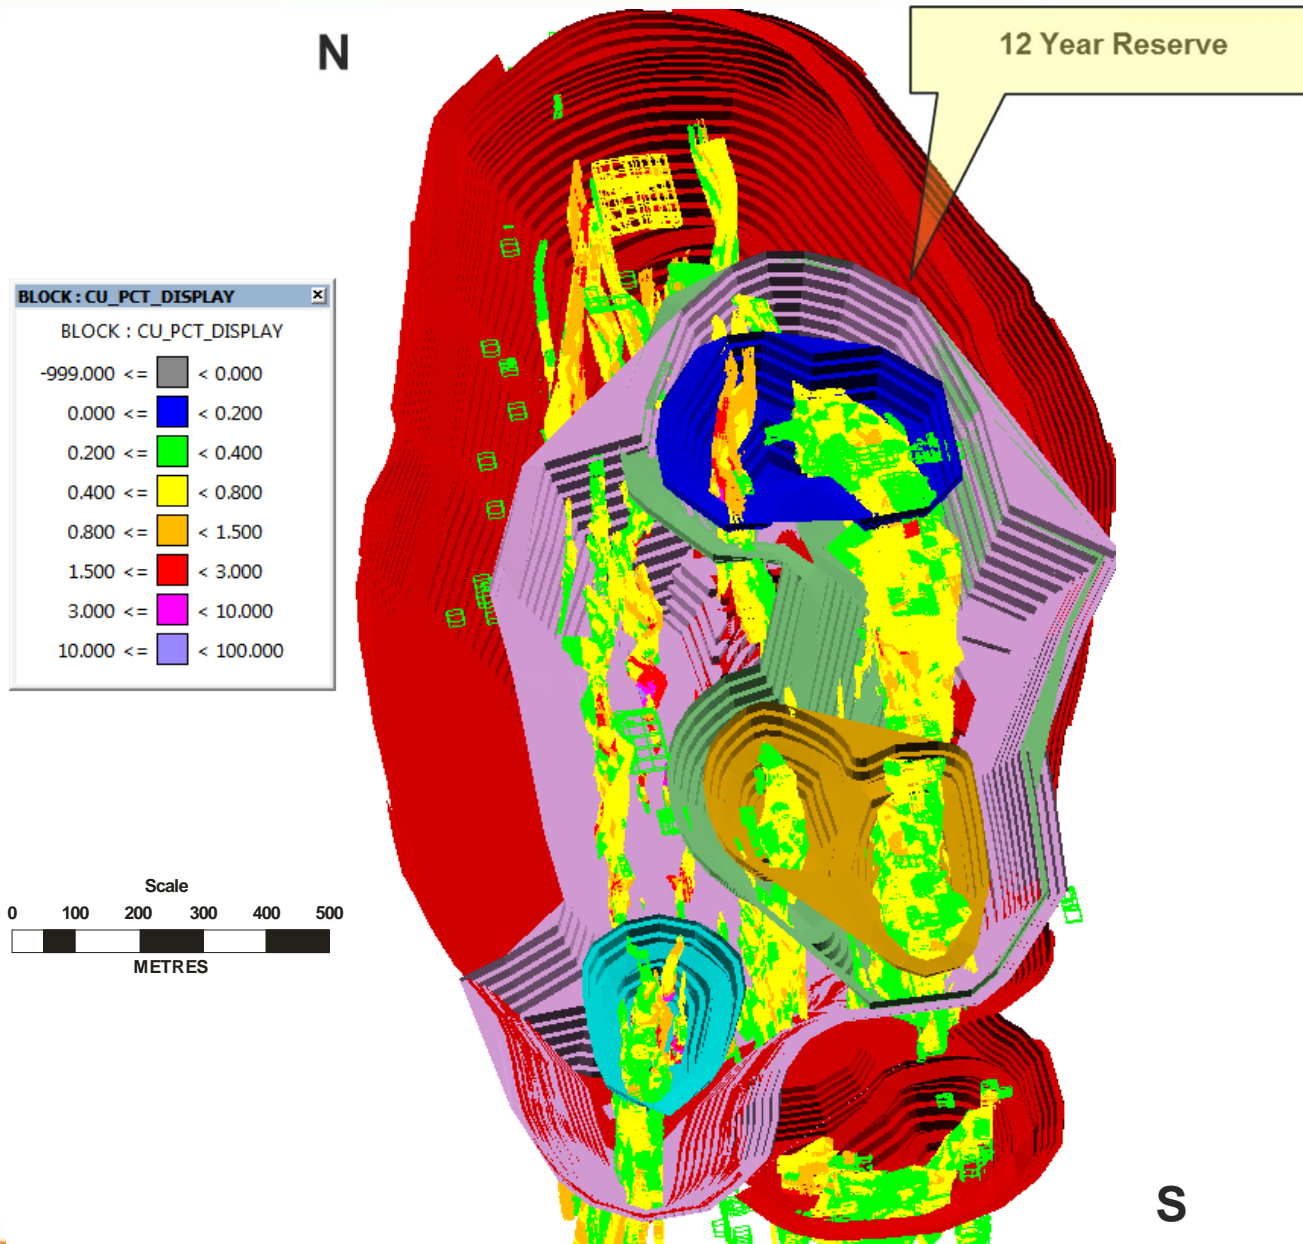 N
12 Year Reserve
BLOCK : CU_PCT_DISPLAY
BLOCK : CU_PCT_DISPLAY
-999.000 <= < 0.000
0.000 <= < 0.200
0.200 <= < 0.400
0.400 <= < 0.800
0.800 <= < 1.500
1.500 <= < 3.000
3.000 <= < 10.000
10.000 <= < 100.000
Scale
0 100 200 300 400 500
METRES
S